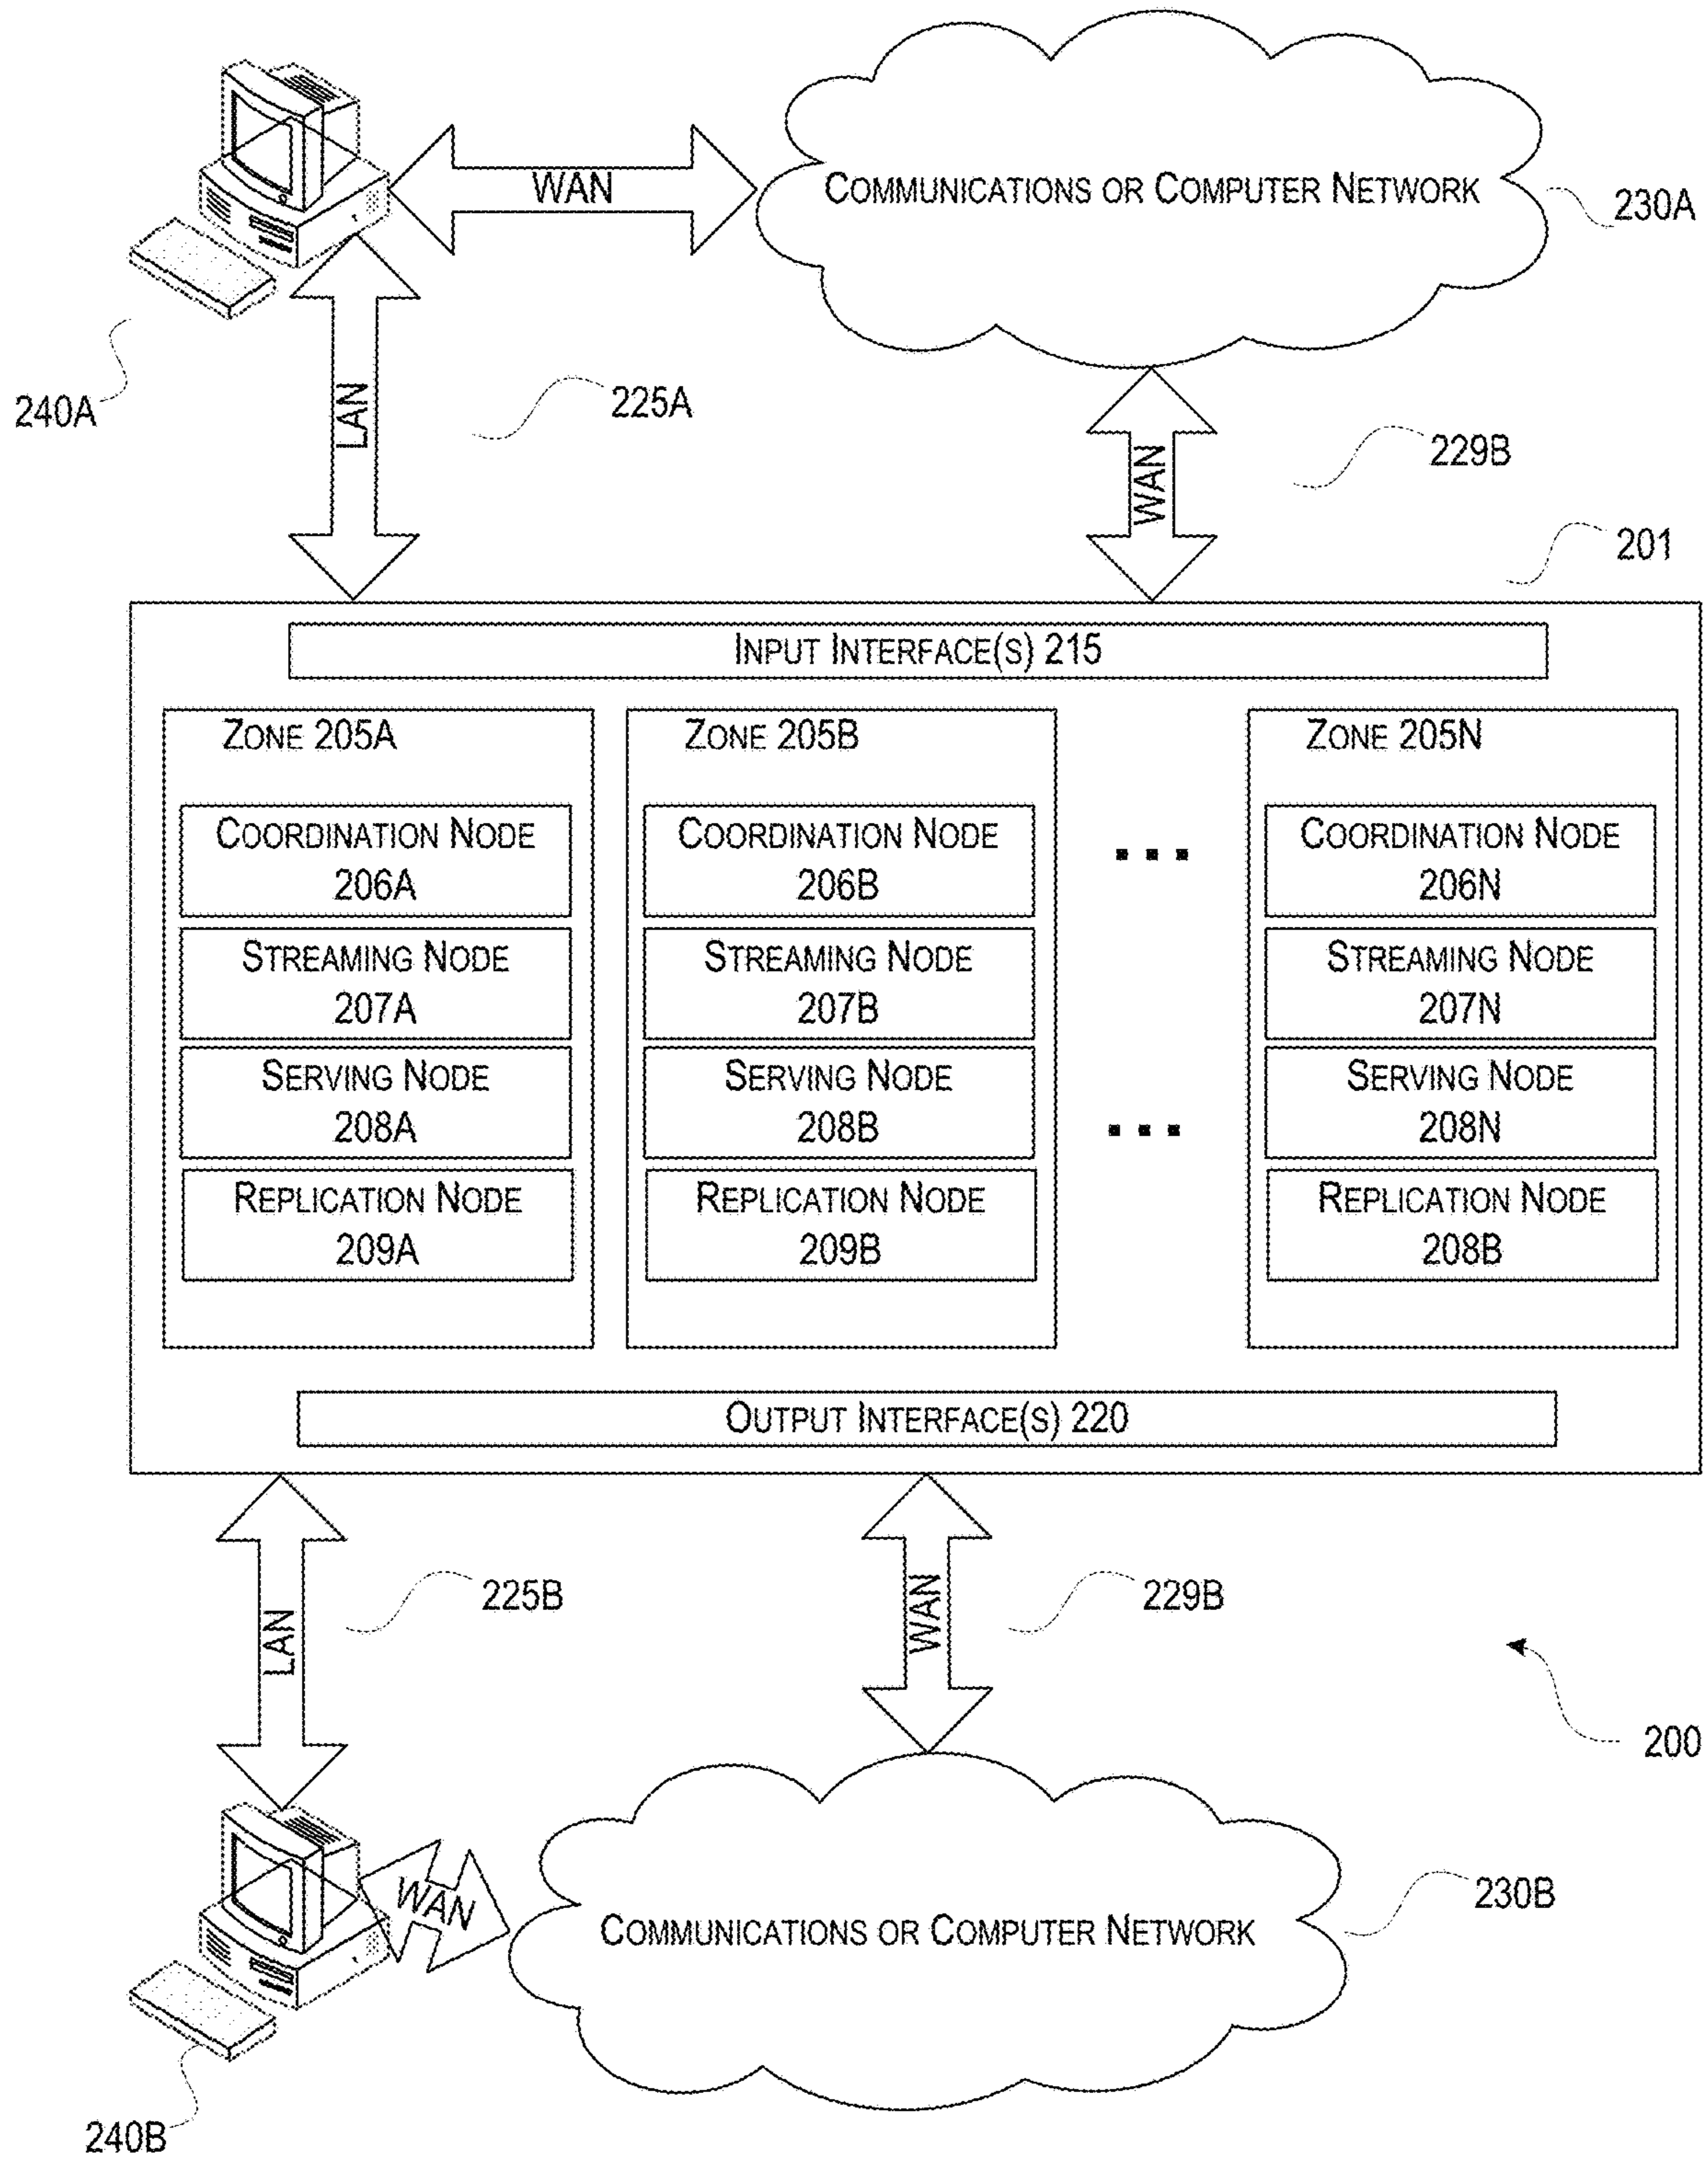 WAN
COMMUNICATIONS OR COMPUTER NETWORK
230A
240A
LAN
225A
WAN
229B
201
INPUT INTERFACE(S) 215
ZONE 205A
COORDINATION NODE
206A
STREAMING NODE
207A
SERVING NODE
208A
REPLICATION NODE
209A
ZONE 205B
COORDINATION NODE
206B
STREAMING NODE
207B
SERVING NODE
208B
REPLICATION NODE
209B
...
...
ZONE 205N
COORDINATION NODE
206N
STREAMING NODE
207N
SERVING NODE
208N
REPLICATION NODE
208B
OUTPUT INTERFACE(S) 220
LAN
225B
WAN
229B
200
WAN
COMMUNICATIONS OR COMPUTER NETWORK
230B
240B